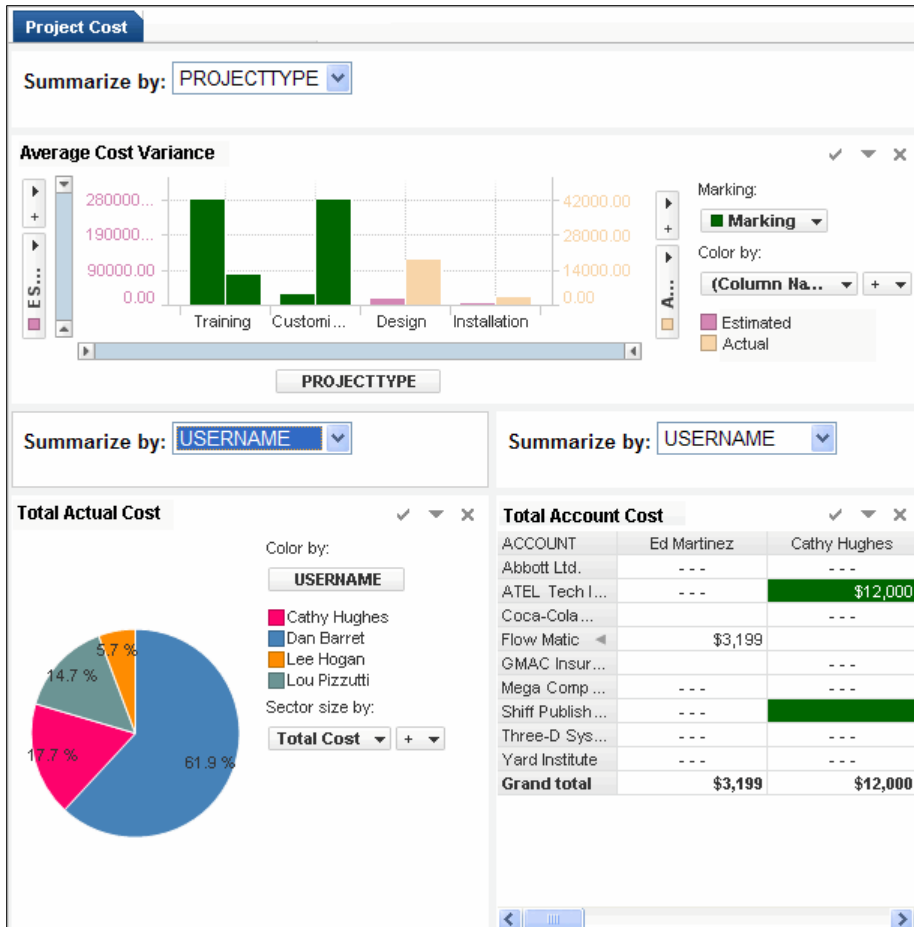 Project Cost
Summarize by: PROJECTTYPE
Average Cost Variance
280000...
190000...
90000.00
0.00
ES...
42000.00
28000.00
14000.00
0.00
A...
+
+
Training Customi... Design Installation
PROJECTTYPE
Marking:
Marking
Color by:
(Column Na... +
Estimated
Actual
Summarize by: USERNAME
Summarize by: USERNAME
Total Actual Cost
Color by:
USERNAME
Cathy Hughes
Dan Barret
Lee Hogan
Lou Pizzutti
Sector size by:
Total Cost +
5.7 %
14.7 %
17.7 %
61.9 %
Total Account Cost
ACCOUNT Ed Martinez Cathy Hughes
Abbott Ltd. - - - - - -
ATEL Tech I... - - - $12,000
Coca-Cola... - - -
Flow Matic $3,199
GMAC Insur... - - -
Mega Comp ... - - - - - -
Shiff Publish... - - -
Three-D Sys... - - - - - -
Yard Institute - - - - - -
Grand total $3,199 $12,000